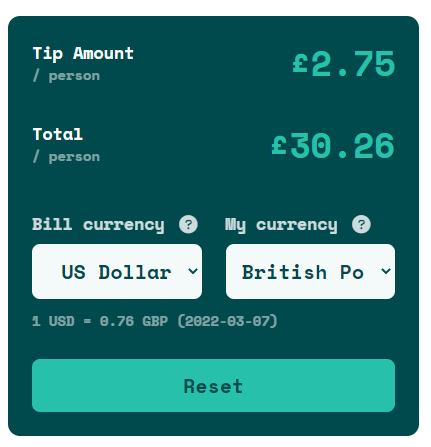 Tip Amount £2.75
/ person
Total £30.26
/ person
Bill currency ? My currency ?
US Dollar British Po
1 USD = 0.76 GBP (2022-03-07)
Reset